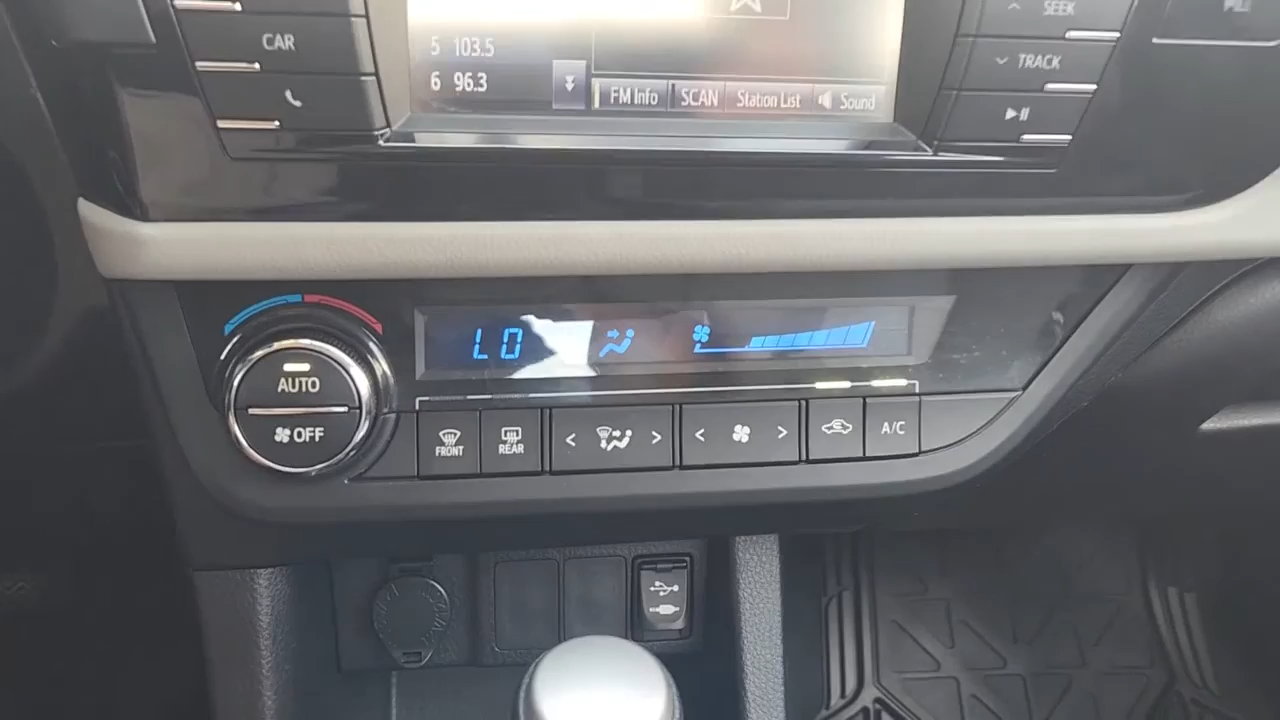 CAR
5 103.5
6 96.3
FM Info
SCAN
Station List
Sound
SEEK
TRACK
LO
AUTO
OFF
FRONT
REAR
A/C